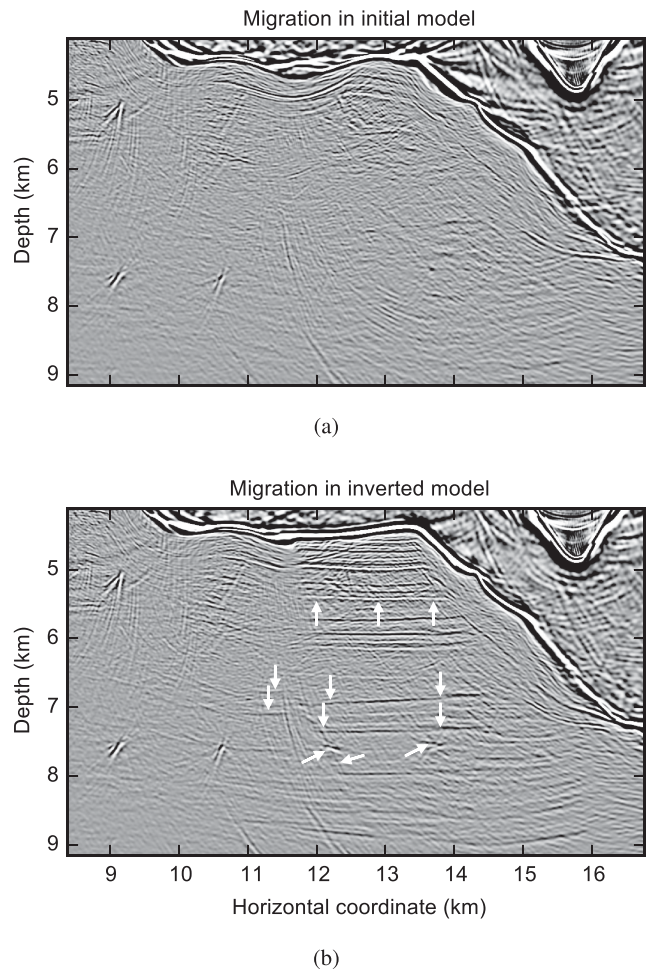 Migration in initial model
5
6
7
8
9
Depth (km)
(a)
Migration in inverted model
5
6
7
8
9
Depth (km)
9 10 11 12 13 14 15 16
Horizontal coordinate (km)
(b)